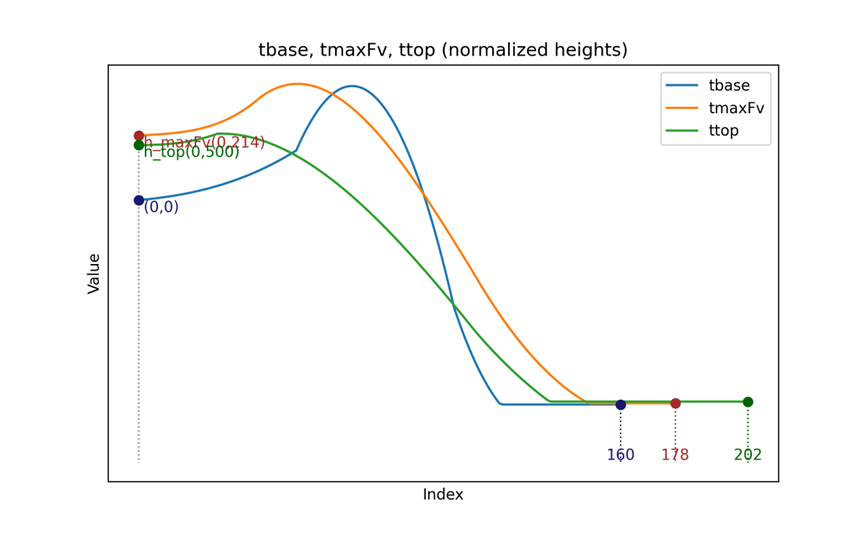 tbase, tmaxFv, ttop (normalized heights)
tbase
tmaxFv
ttop
h_maxFv(0,214)
h_top(0,500)
(0,0)
Value
160
178
202
Index